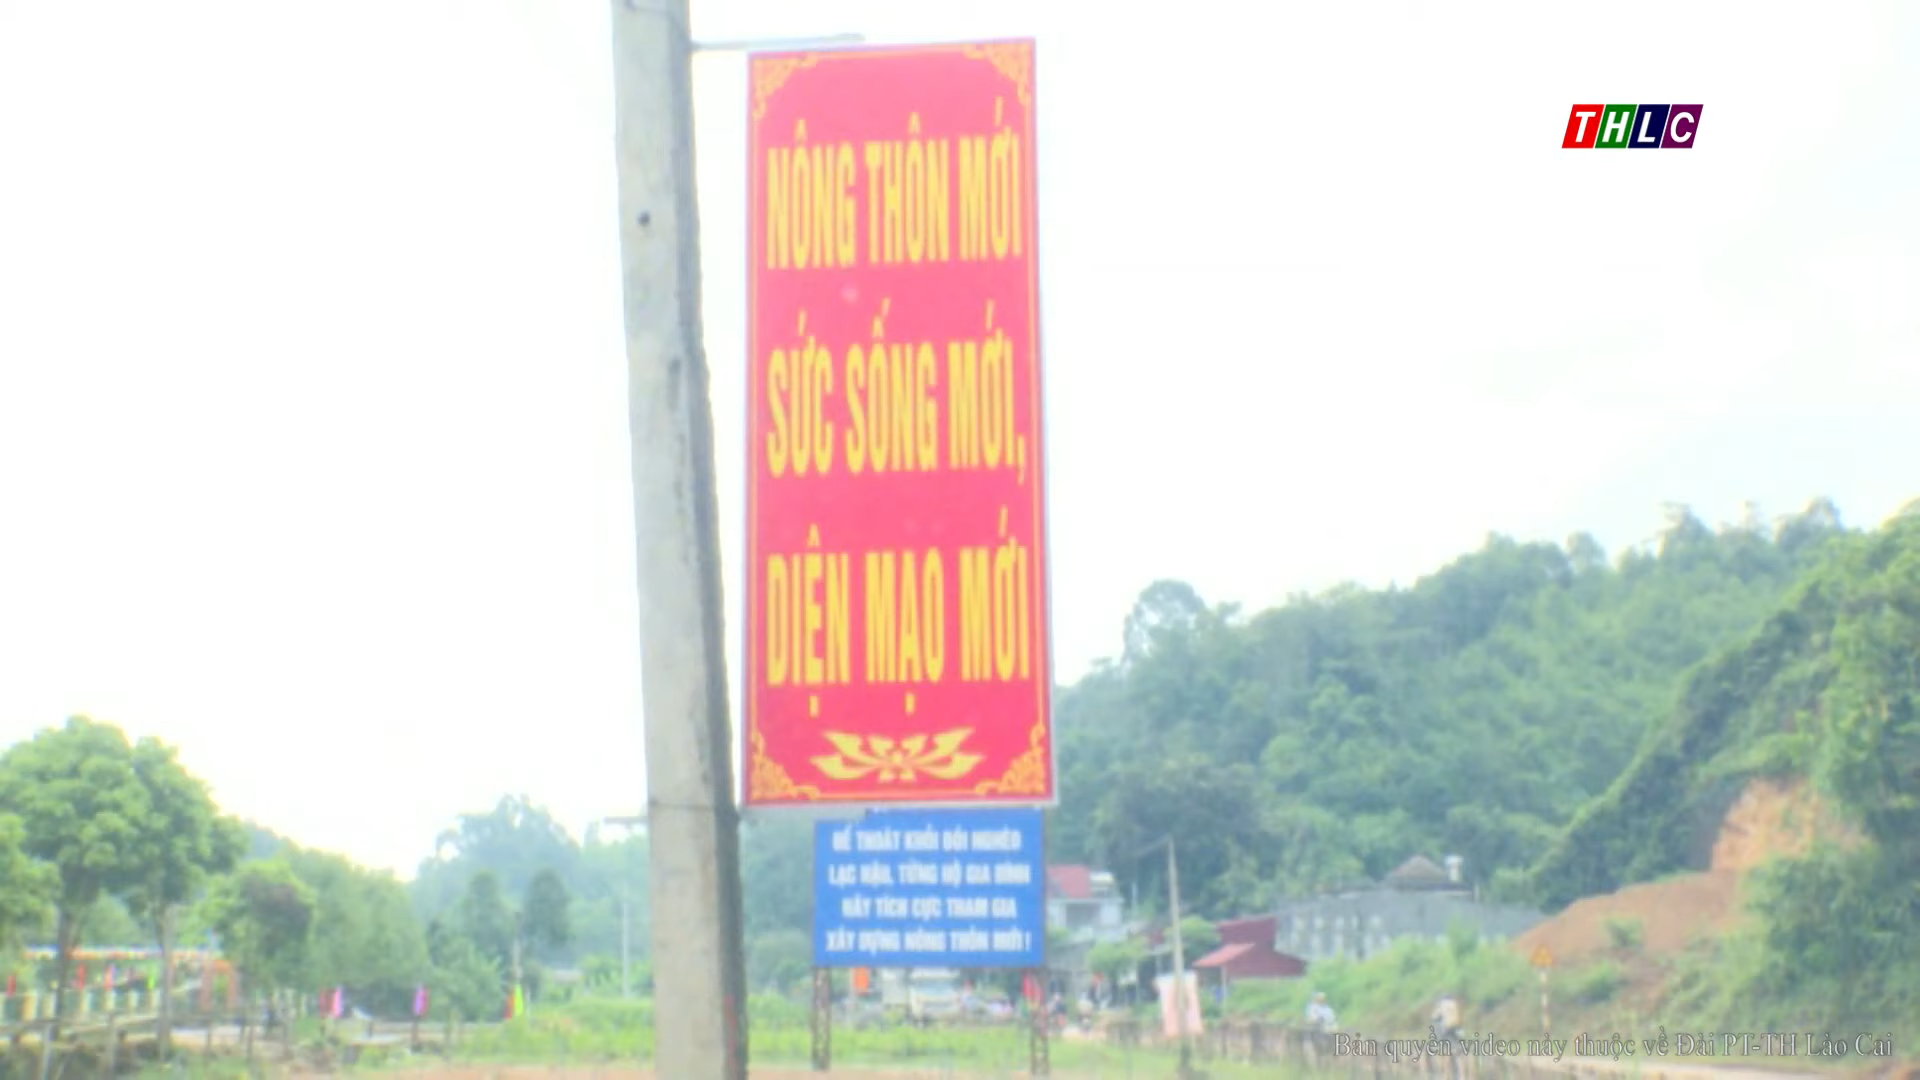 THLC
NÔNG THÔN MỚI
SỨC SỐNG MỚI,
DIỆN MẠO MỚI
ĐỂ THOÁT KHỎI ĐÓI NGHÈO
LẠC HẬU, TỪNG HỘ GIA ĐÌNH
HÃY TÍCH CỰC THAM GIA
XÂY DỰNG NÔNG THÔN MỚI !
Bản quyền video này thuộc về Đài PT-TH Lào Cai